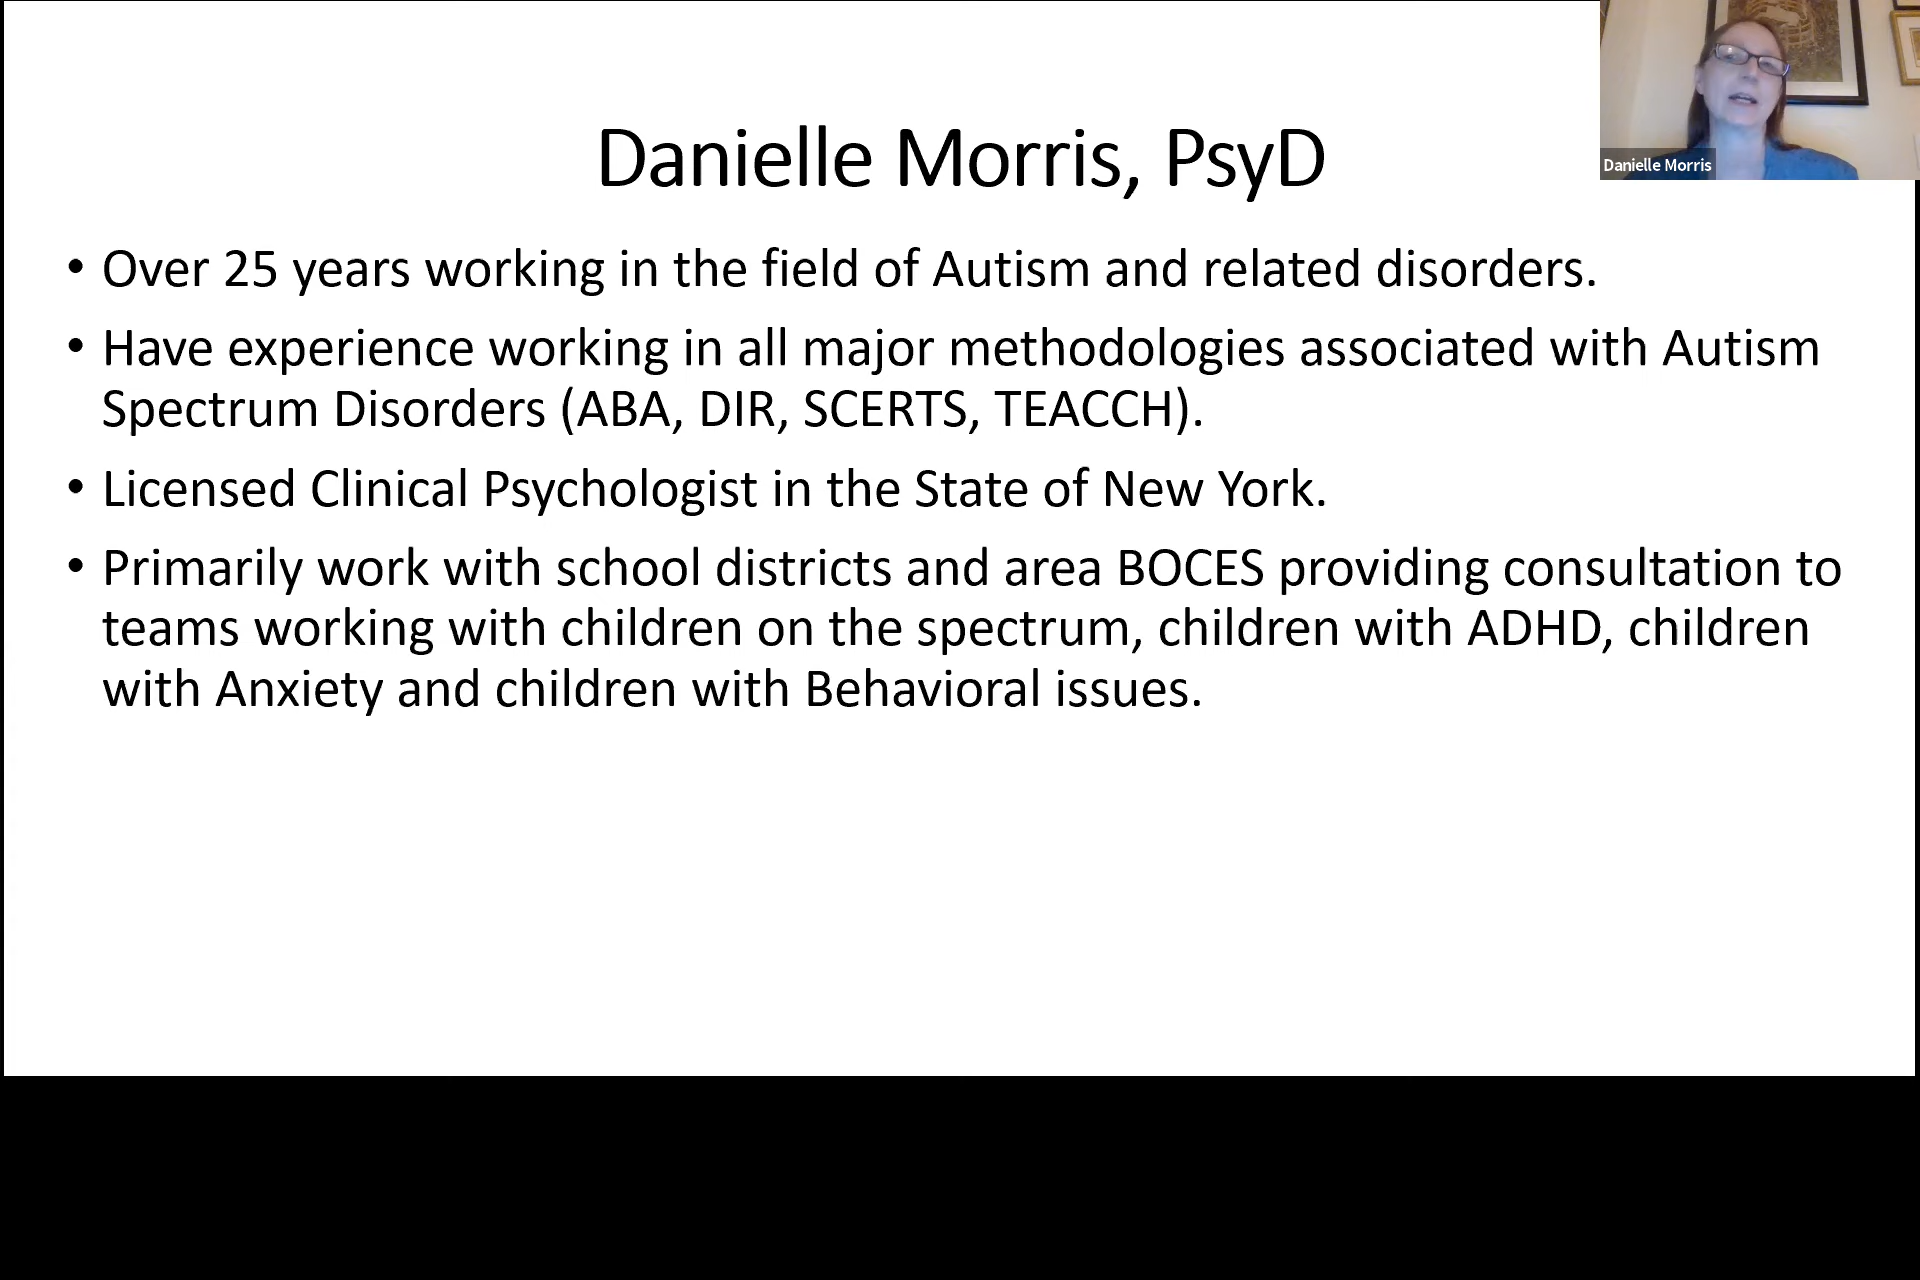 Danielle Morris, PsyD
Danielle Morris
• Over 25 years working in the field of Autism and related disorders.
• Have experience working in all major methodologies associated with Autism
Spectrum Disorders (ABA, DIR, SCERTS, TEACCH).
• Licensed Clinical Psychologist in the State of New York.
• Primarily work with school districts and area BOCES providing consultation to
teams working with children on the spectrum, children with ADHD, children
with Anxiety and children with Behavioral issues.